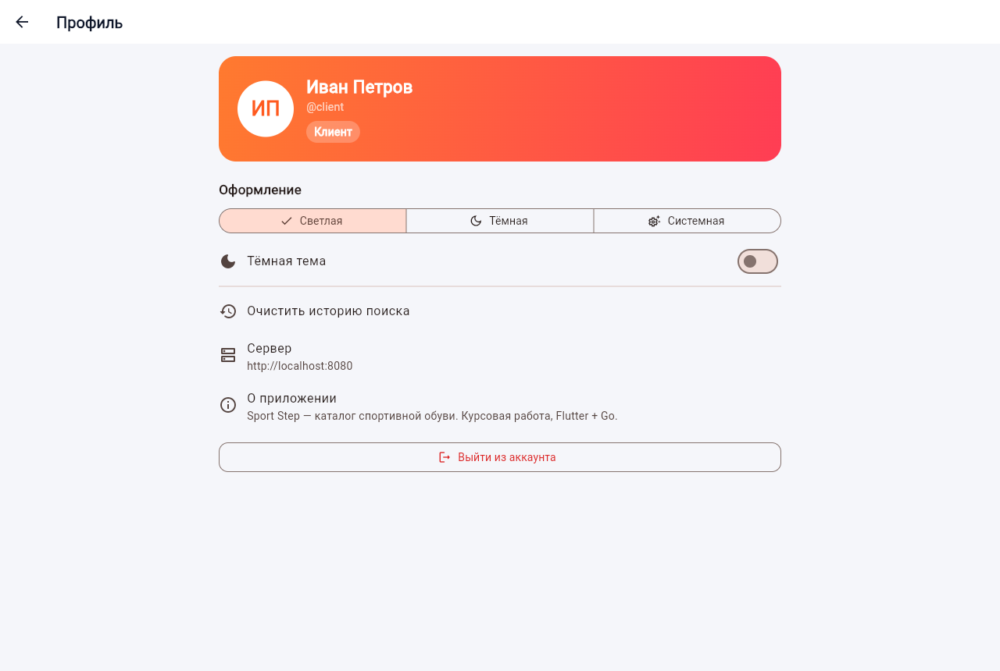 Профиль
ИП
Иван Петров
@client
Клиент
Оформление
Светлая
Тёмная
Системная
Тёмная тема
Очистить историю поиска
Сервер
http://localhost:8080
О приложении
Sport Step — каталог спортивной обуви. Курсовая работа, Flutter + Go.
Выйти из аккаунта